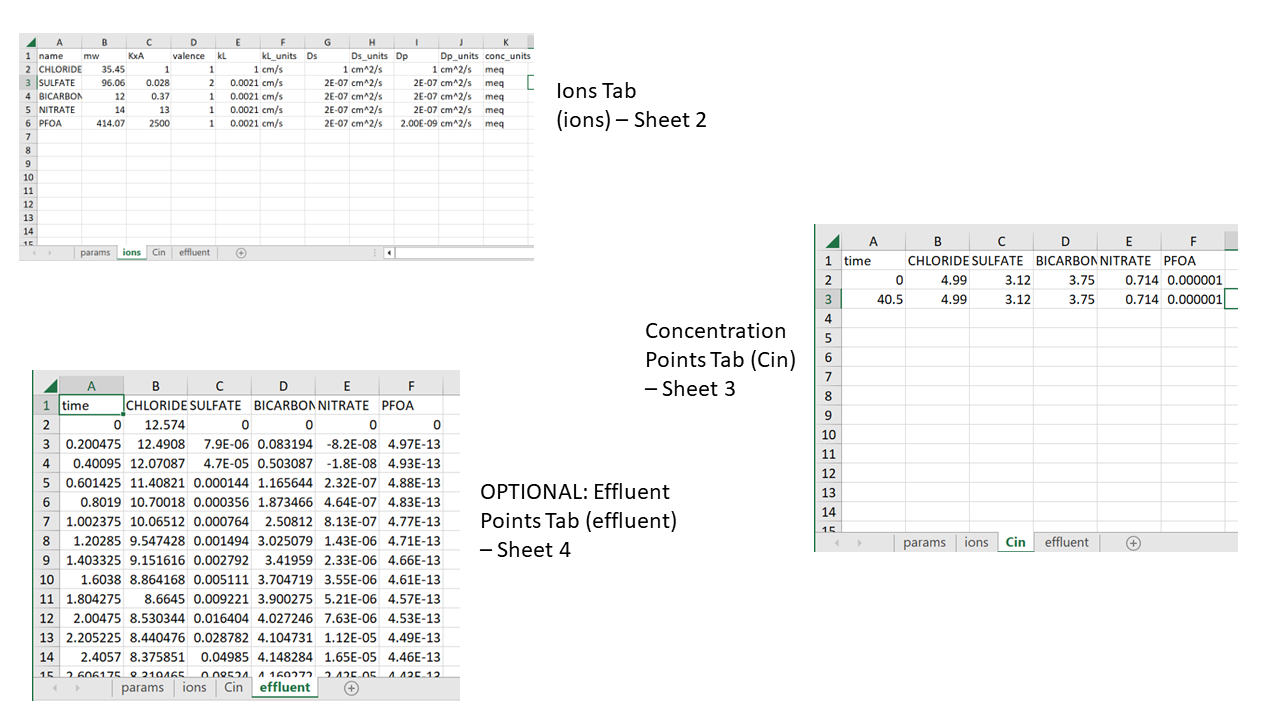 A B C D E F G H I J K
1 name mw KxA valence kL kL_units Ds Ds_units Dp Dp_units conc_units
2 CHLORIDE 35.45 1 1 1 cm/s 1 cm^2/s 1 cm^2/s meq
3 SULFATE 96.06 0.028 2 0.0021 cm/s 2E-07 cm^2/s 2E-07 cm^2/s meq
4 BICARBON 12 0.37 1 0.0021 cm/s 2E-07 cm^2/s 2E-07 cm^2/s meq
5 NITRATE 14 13 1 0.0021 cm/s 2E-07 cm^2/s 2E-07 cm^2/s meq
6 PFOA 414.07 2500 1 0.0021 cm/s 2E-07 cm^2/s 2.00E-09 cm^2/s meq
7
8
9
10
11
12
13
14
15
params ions Cin effluent
Ions Tab
(ions) – Sheet 2
A B C D E F
1 time CHLORIDE SULFATE BICARBON NITRATE PFOA
2 0 4.99 3.12 3.75 0.714 0.000001
3 40.5 4.99 3.12 3.75 0.714 0.000001
4
5
6
7
8
9
10
11
12
13
14
15
params ions Cin effluent
Concentration
Points Tab (Cin)
– Sheet 3
A B C D E F
1 time CHLORIDE SULFATE BICARBON NITRATE PFOA
2 0 12.574 0 0 0 0
3 0.200475 12.4908 7.9E-06 0.083194 -8.2E-08 4.97E-13
4 0.40095 12.07087 4.7E-05 0.503087 -1.8E-08 4.93E-13
5 0.601425 11.40821 0.000144 1.165644 2.32E-07 4.88E-13
6 0.8019 10.70018 0.000356 1.873466 4.64E-07 4.83E-13
7 1.002375 10.06512 0.000764 2.50812 8.13E-07 4.77E-13
8 1.20285 9.547428 0.001494 3.025079 1.43E-06 4.71E-13
9 1.403325 9.151616 0.002792 3.41959 2.33E-06 4.66E-13
10 1.6038 8.864168 0.005111 3.704719 3.55E-06 4.61E-13
11 1.804275 8.6645 0.009221 3.900275 5.21E-06 4.57E-13
12 2.00475 8.530344 0.016404 4.027246 7.63E-06 4.53E-13
13 2.205225 8.440476 0.028782 4.104731 1.12E-05 4.49E-13
14 2.4057 8.375851 0.04985 4.148284 1.65E-05 4.46E-13
15 2.606175 8.319465 0.08524 4.169272 2.42E-05 4.43E-13
params ions Cin effluent
OPTIONAL: Effluent
Points Tab (effluent)
– Sheet 4